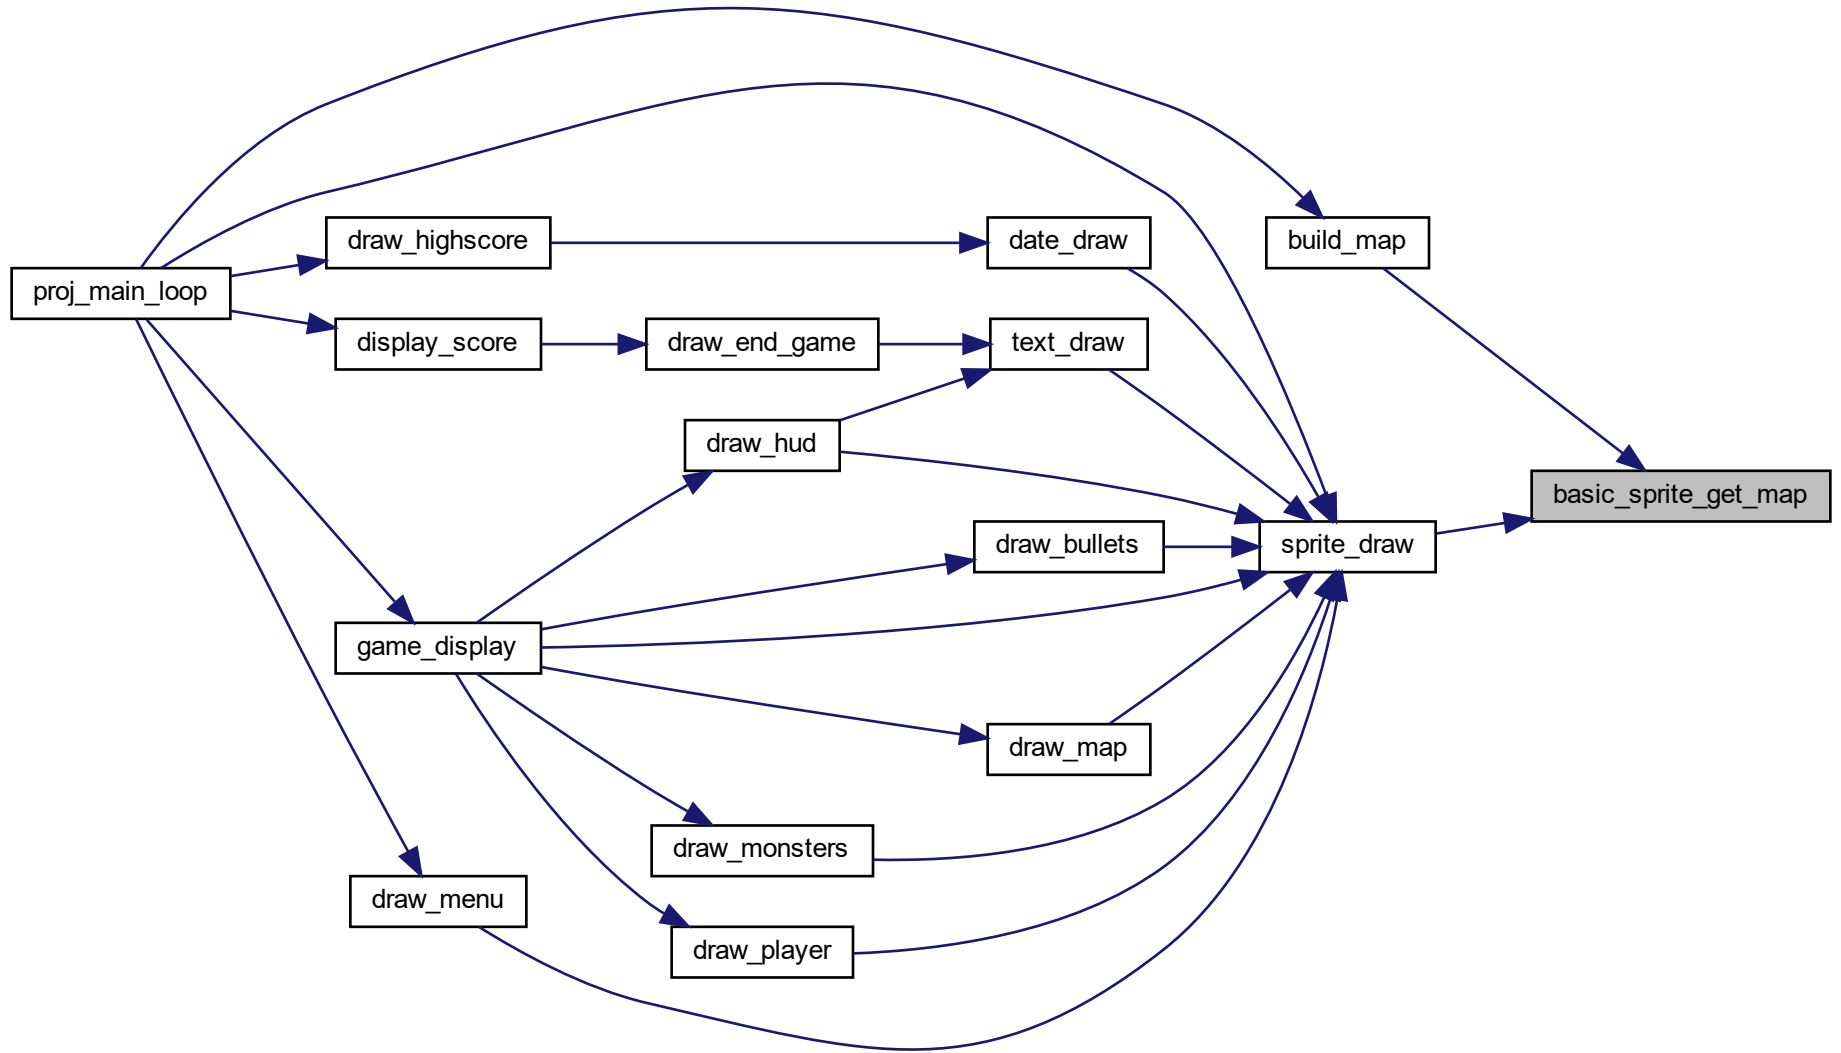 draw_highscore
date_draw
build_map
proj_main_loop
display_score
draw_end_game
text_draw
draw_hud
basic_sprite_get_map
draw_bullets
sprite_draw
game_display
draw_map
draw_monsters
draw_menu
draw_player